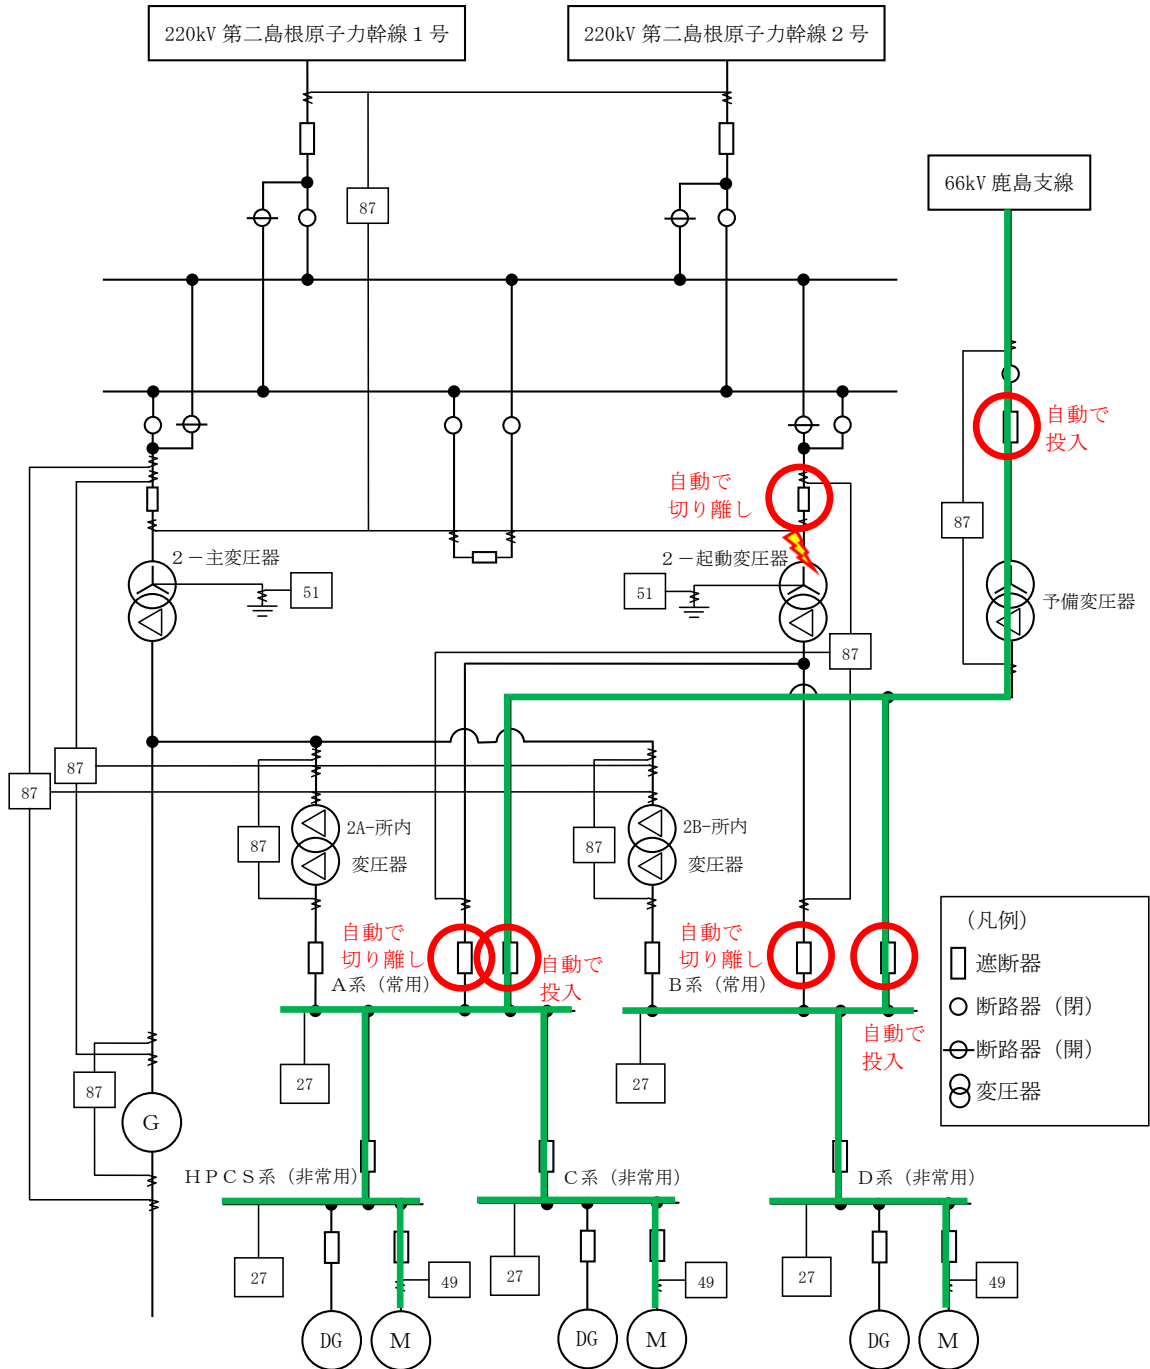 220kV 第二島根原子力幹線１号
220kV 第二島根原子力幹線２号
66kV 鹿島支線
87
自動で
投入
自動で
切り離し
87
２－主変圧器
２－起動変圧器
51
51
予備変圧器
87
87
87
2A-所内
変圧器
87
2B-所内
変圧器
87
（凡例）
遮断器
断路器（閉）
断路器（開）
変圧器
自動で
切り離し
Ａ系（常用）
自動で
投入
自動で
切り離し
Ｂ系（常用）
自動で
投入
27
27
87
G
ＨＰＣＳ系（非常用）
Ｃ系（非常用）
Ｄ系（非常用）
27
49
27
49
27
49
DG
M
DG
M
DG
M